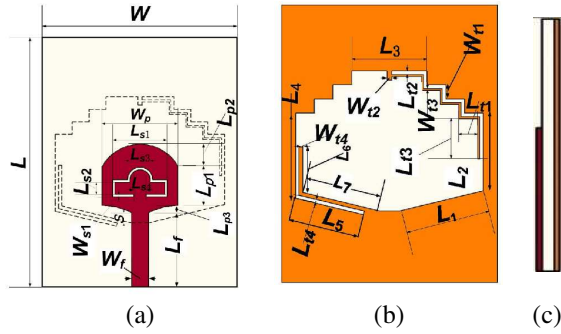 W
L
W_p
L_s1
L_p2
L_s3
L_s2
L_s4
L_p1
S
L_p3
W_s1
W_f
L_f
L_3
W_t1
L_4
L_t2
W_t2
W_t3
L_t1
W_t4
L_6
L_t3
L_2
L_7
L_t4
L_5
L_1
(a)
(b)
(c)